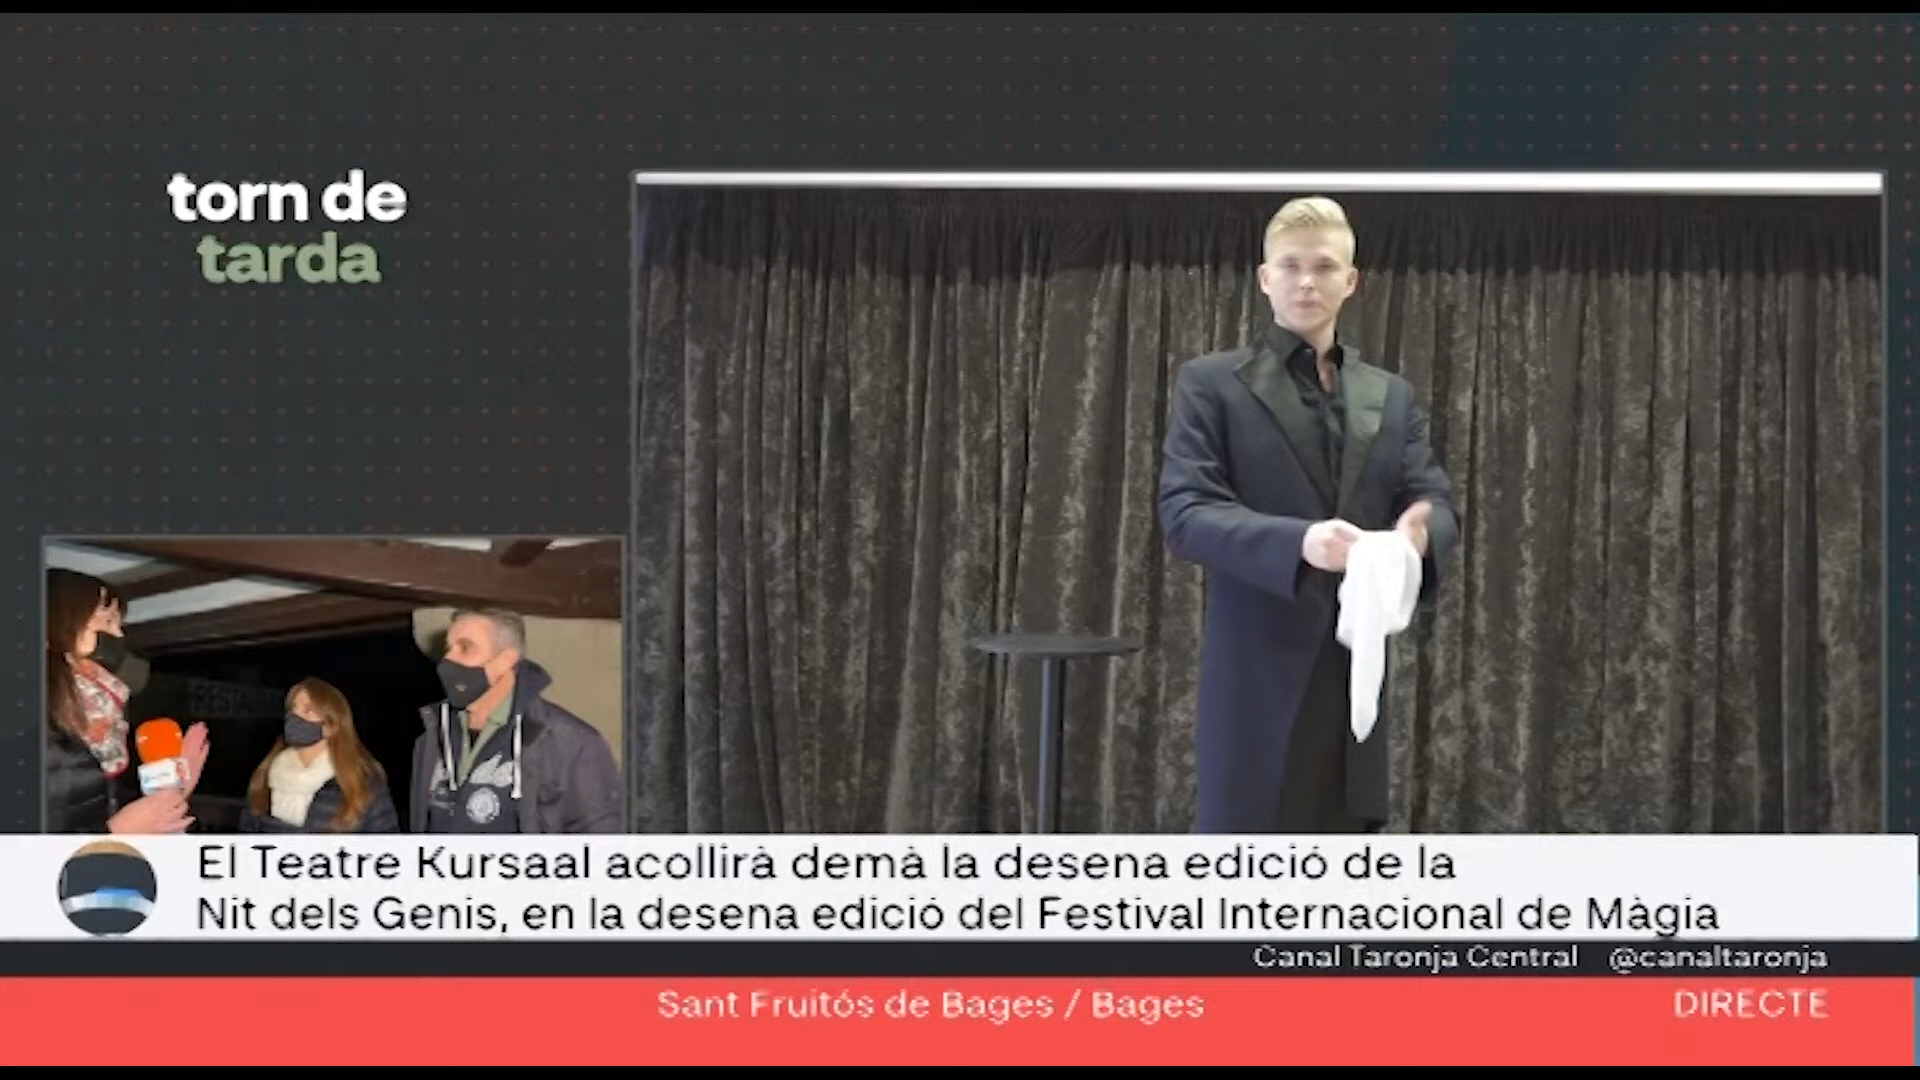 torn de
tarda
El Teatre Kursaal acollirà demà la desena edició de la
Nit dels Genis, en la desena edició del Festival Internacional de Màgia
Canal Taronja Central @canaltaronja
Sant Fruitós de Bages / Bages
DIRECTE